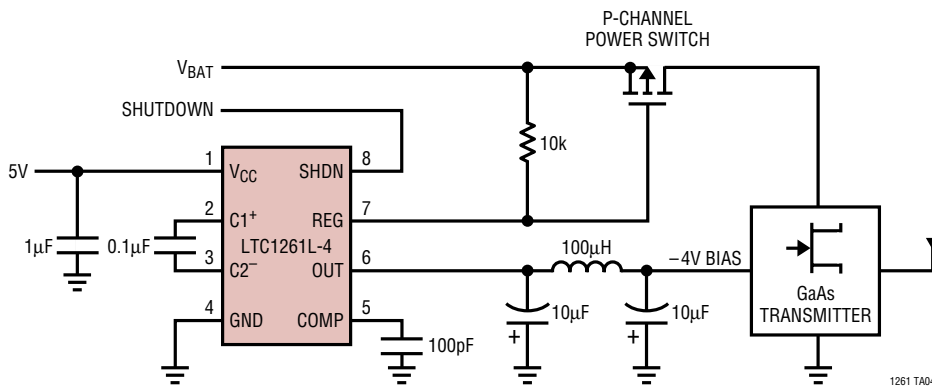 P-CHANNEL
POWER SWITCH
VBAT
SHUTDOWN
10k
5V
1
VCC
SHDN
8
2
C1+
REG
7
1µF
0.1µF
LTC1261L-4
100µH
3
C2–
OUT
6
–4V BIAS
4
GND
COMP
5
10µF
+
10µF
+
GaAs
TRANSMITTER
100pF
1261 TA04